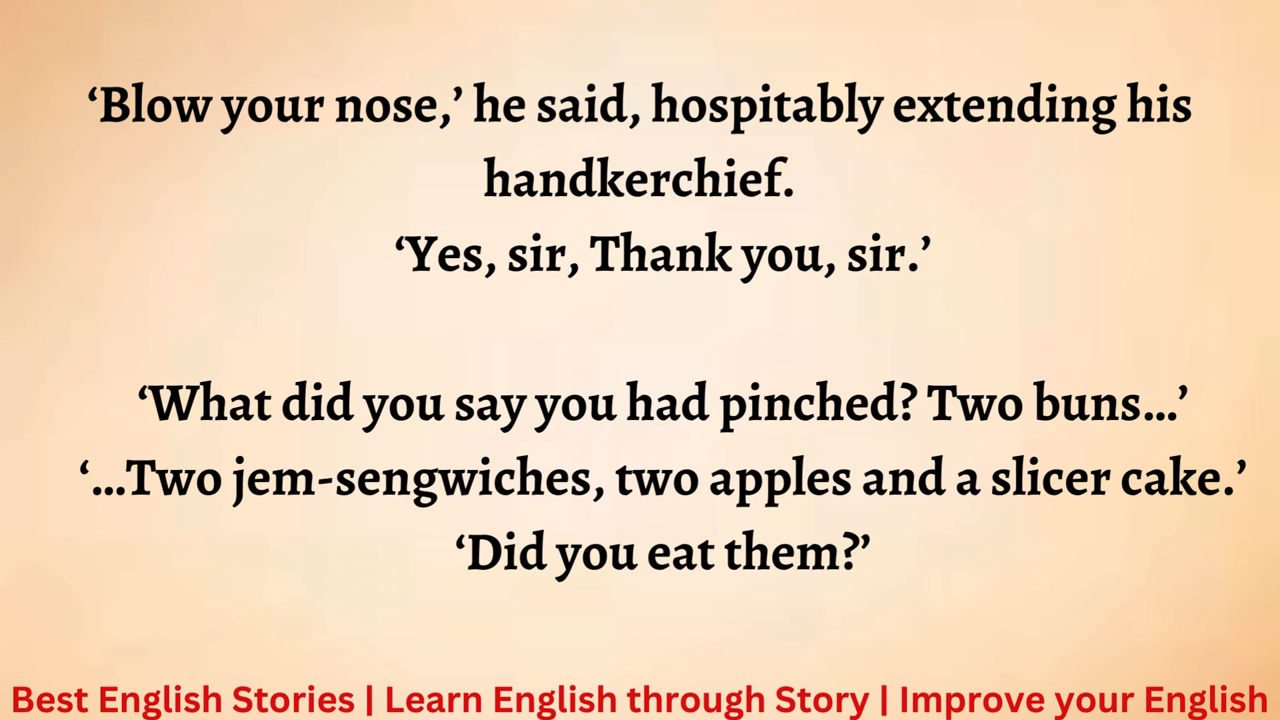 ‘Blow your nose,’ he said, hospitably extending his
handkerchief.
‘Yes, sir, Thank you, sir.’
‘What did you say you had pinched? Two buns...’
‘...Two jem-sengwiches, two apples and a slicer cake.’
‘Did you eat them?’
Best English Stories | Learn English through Story | Improve your English